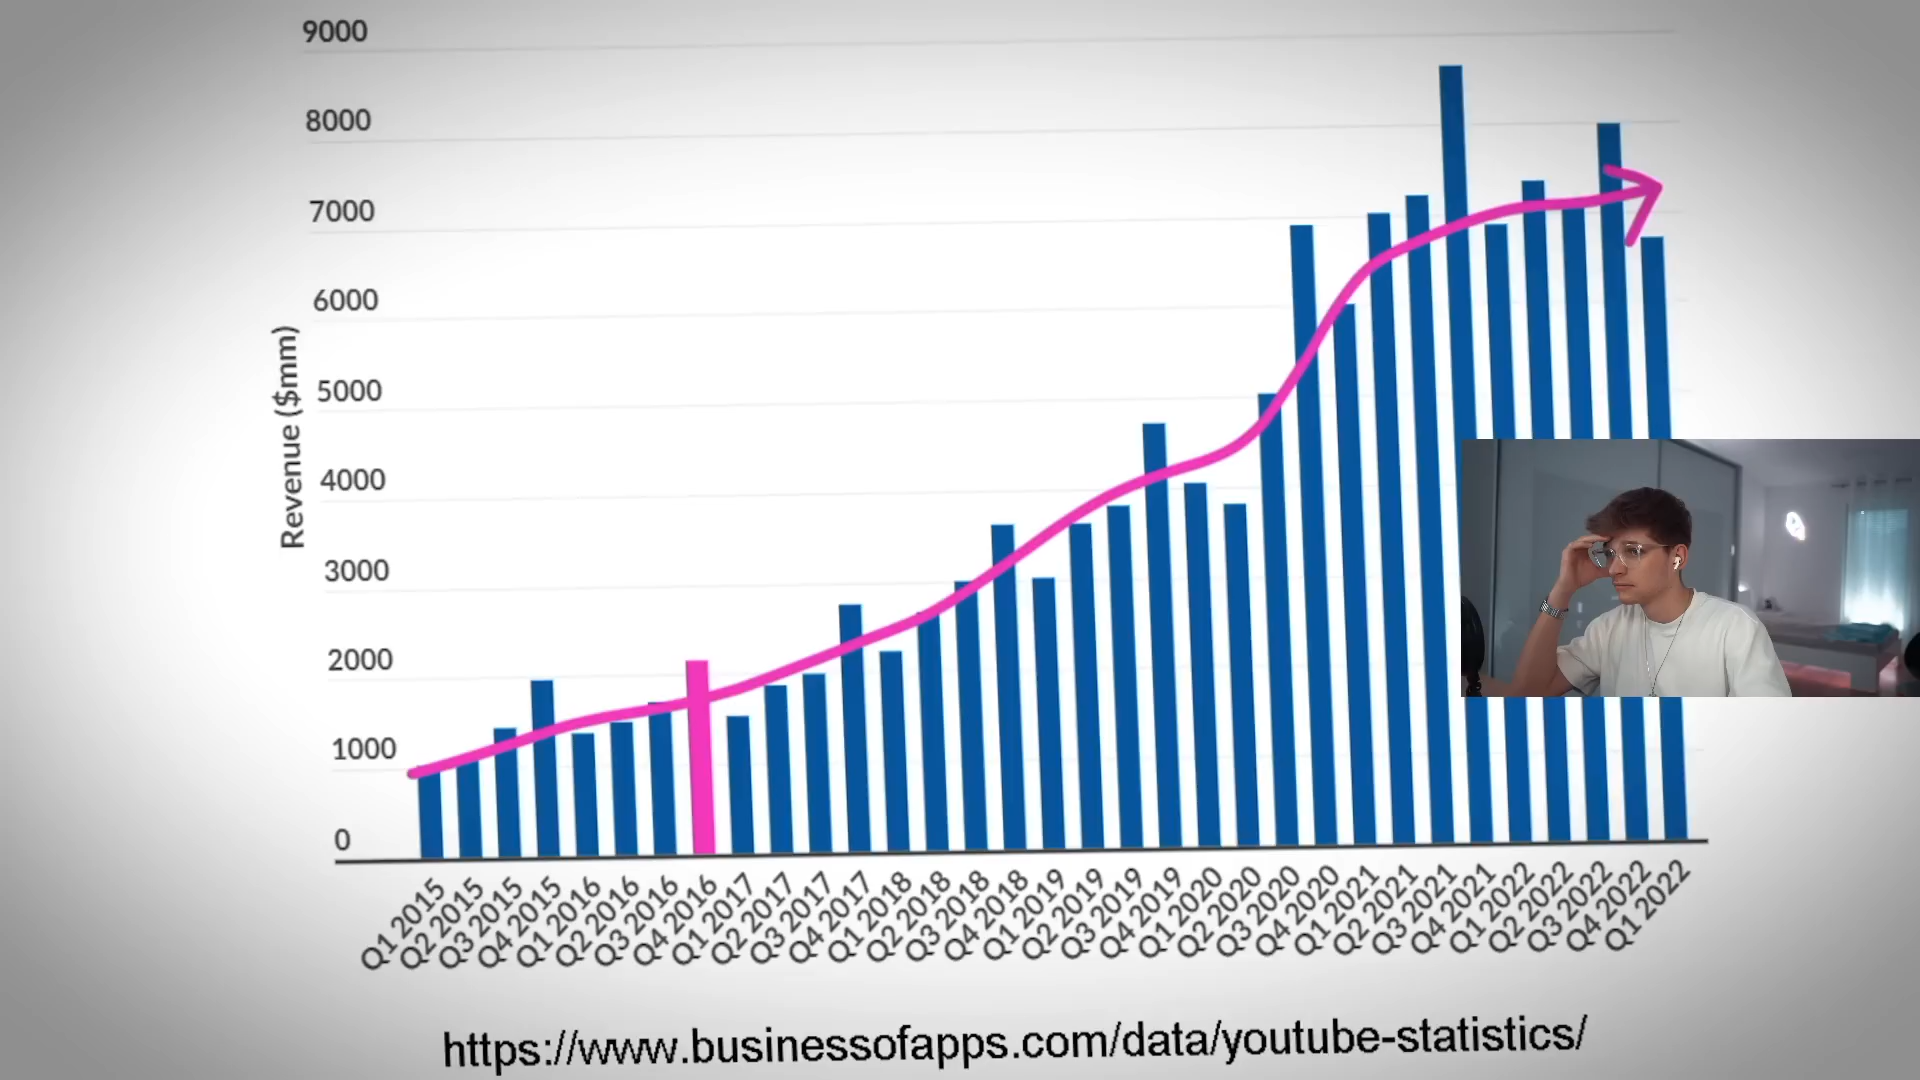 9000
8000
7000
6000
5000
4000
3000
2000
1000
0
Revenue ($mm)
Q1 2015
Q2 2015
Q3 2015
Q4 2015
Q1 2016
Q2 2016
Q3 2016
Q4 2016
Q1 2017
Q2 2017
Q3 2017
Q4 2017
Q1 2018
Q2 2018
Q3 2018
Q4 2018
Q1 2019
Q2 2019
Q3 2019
Q4 2019
Q1 2020
Q2 2020
Q3 2020
Q4 2020
Q1 2021
Q2 2021
Q3 2021
Q4 2021
Q1 2022
Q2 2022
Q3 2022
Q4 2022
Q1 2022
https://www.businessofapps.com/data/youtube-statistics/